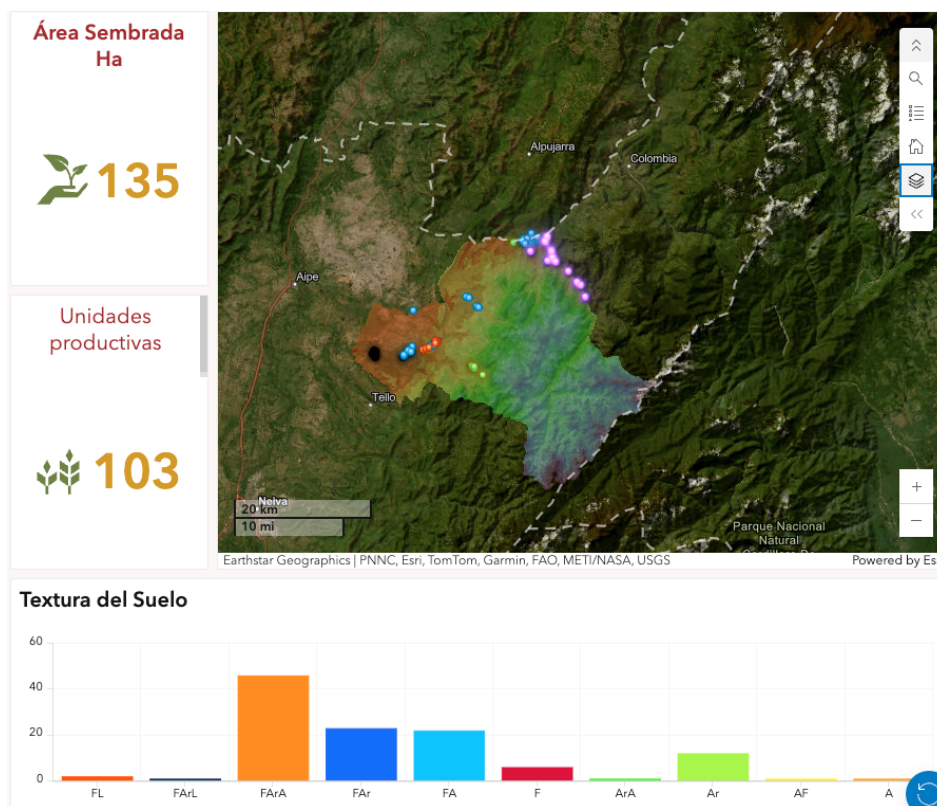 Área Sembrada
Ha
135
Unidades
productivas
103
Alpujarra
Colombia
Aipe
Tello
Neiva
20 km
10 mi
Parque Nacional
Natural
Earthstar Geographics | PNNC, Esri, TomTom, Garmin, FAO, METI/NASA, USGS
Powered by Es
Textura del Suelo
60
40
20
0
FL
FArL
FArA
FAr
FA
F
ArA
Ar
AF
A